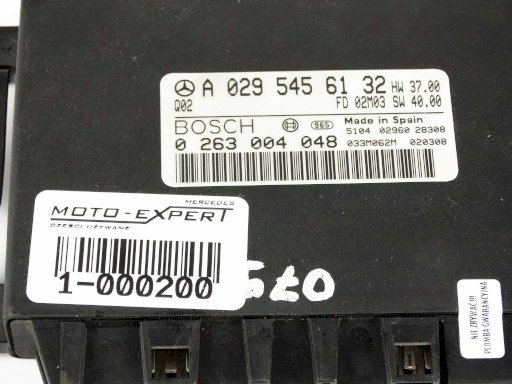 A 029 545 61 32 HW 37.00
Q02 FD 02M03 SW 40.00
BOSCH 965 Made in Spain
5104 02960 28308
0 263 004 048 033M062M 020308
MERCEDES
MOTO-EXPERT
CZĘŚCI UŻYWANE
1-000200
NIE ZRYWAĆ!!!
PLOMBA GWARANCYJNA